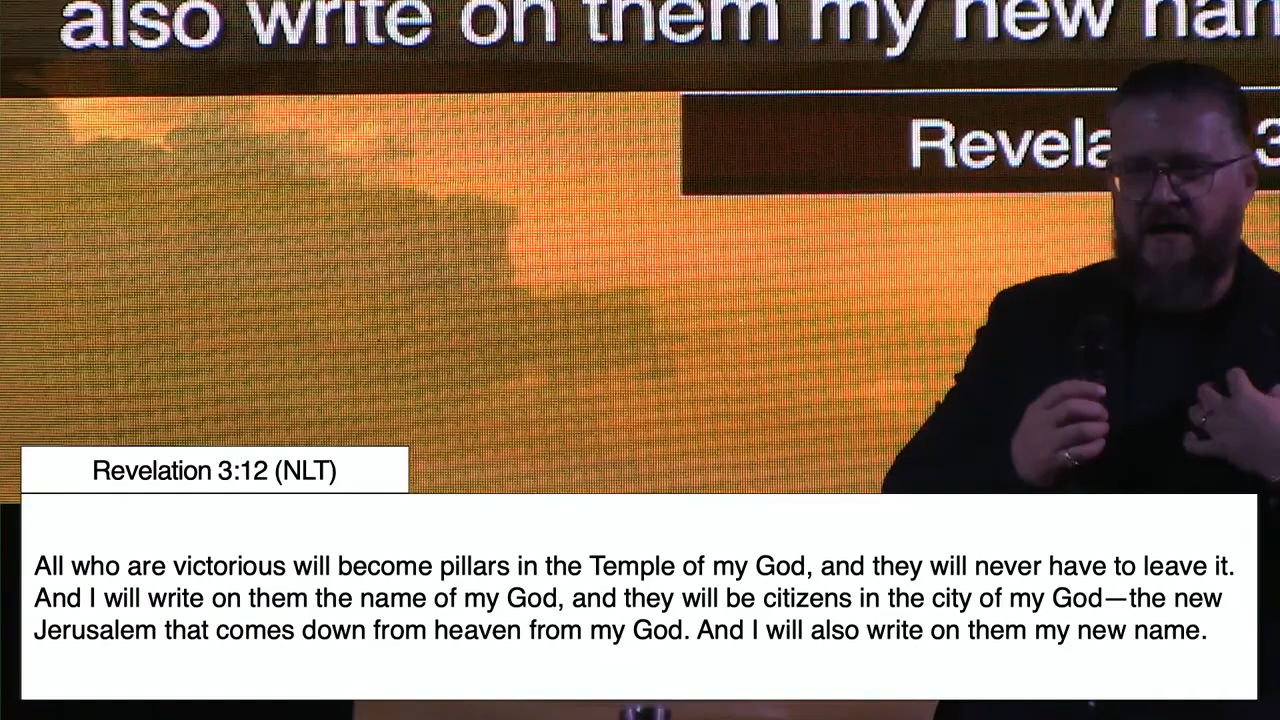 also write on them my new
Revela 3
Revelation 3:12 (NLT)
All who are victorious will become pillars in the Temple of my God, and they will never have to leave it.
And I will write on them the name of my God, and they will be citizens in the city of my God—the new
Jerusalem that comes down from heaven from my God. And I will also write on them my new name.